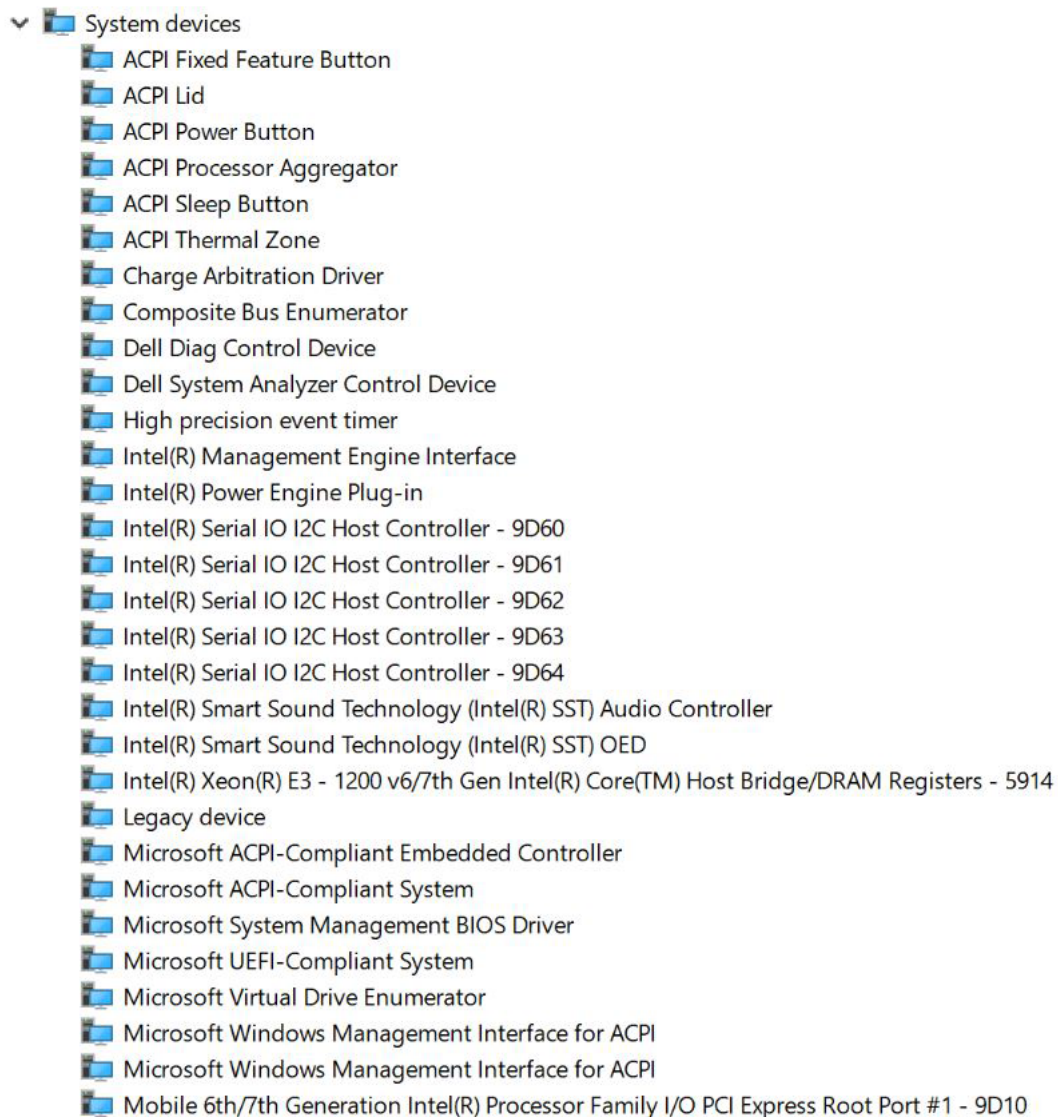 System devices
ACPI Fixed Feature Button
ACPI Lid
ACPI Power Button
ACPI Processor Aggregator
ACPI Sleep Button
ACPI Thermal Zone
Charge Arbitration Driver
Composite Bus Enumerator
Dell Diag Control Device
Dell System Analyzer Control Device
High precision event timer
Intel(R) Management Engine Interface
Intel(R) Power Engine Plug-in
Intel(R) Serial IO I2C Host Controller - 9D60
Intel(R) Serial IO I2C Host Controller - 9D61
Intel(R) Serial IO I2C Host Controller - 9D62
Intel(R) Serial IO I2C Host Controller - 9D63
Intel(R) Serial IO I2C Host Controller - 9D64
Intel(R) Smart Sound Technology (Intel(R) SST) Audio Controller
Intel(R) Smart Sound Technology (Intel(R) SST) OED
Intel(R) Xeon(R) E3 - 1200 v6/7th Gen Intel(R) Core(TM) Host Bridge/DRAM Registers - 5914
Legacy device
Microsoft ACPI-Compliant Embedded Controller
Microsoft ACPI-Compliant System
Microsoft System Management BIOS Driver
Microsoft UEFI-Compliant System
Microsoft Virtual Drive Enumerator
Microsoft Windows Management Interface for ACPI
Microsoft Windows Management Interface for ACPI
Mobile 6th/7th Generation Intel(R) Processor Family I/O PCI Express Root Port #1 - 9D10